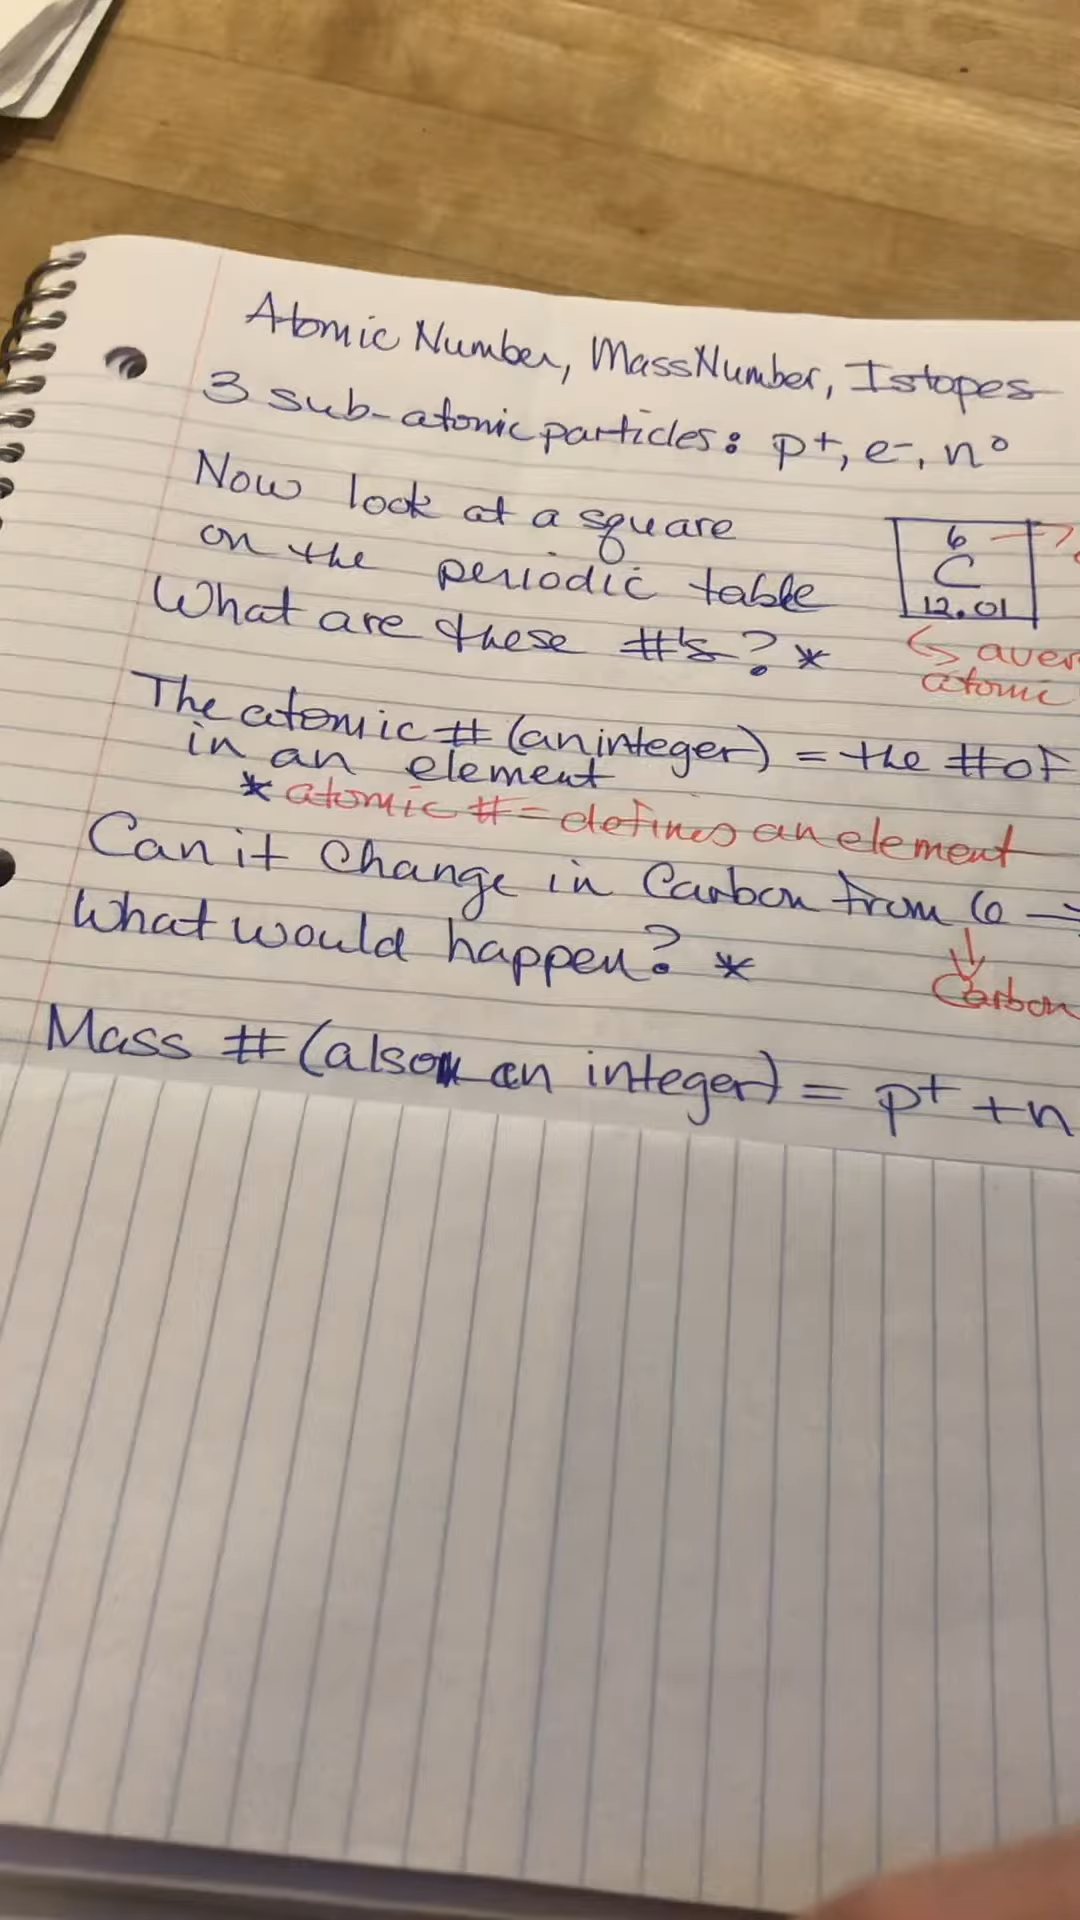 Atomic Number, Mass Number, Istopes
3 sub-atomic particles: p+, e-, n°
Now look at a square
on the periodic table
6
C
12.01
What are these #'s? *
atomic
The atomic # (an integer) = the # of
in an element
* atomic # = defines an element
Can it change in Carbon from 6 →
Carbon
What would happen? *
Mass # (also an integer) = p+ + n